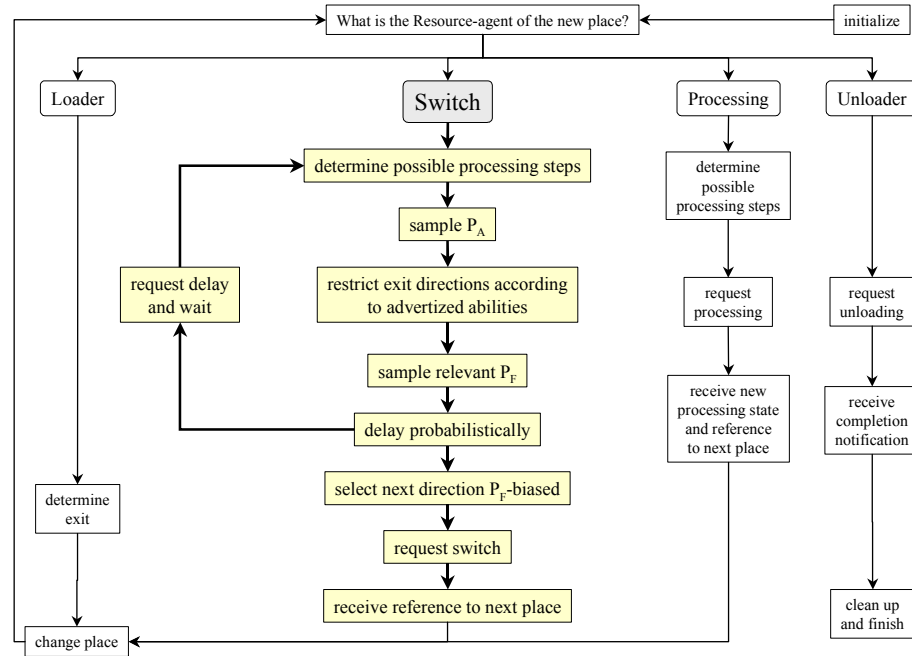 What is the Resource-agent of the new place?
initialize
Loader
Switch
Processing
Unloader
determine possible processing steps
sample P_A
restrict exit directions according
to advertized abilities
sample relevant P_F
delay probabilistically
request delay
and wait
select next direction P_F-biased
request switch
receive reference to next place
determine
possible
processing steps
request
processing
receive new
processing state
and reference
to next place
request
unloading
receive
completion
notification
clean up
and finish
determine
exit
change place